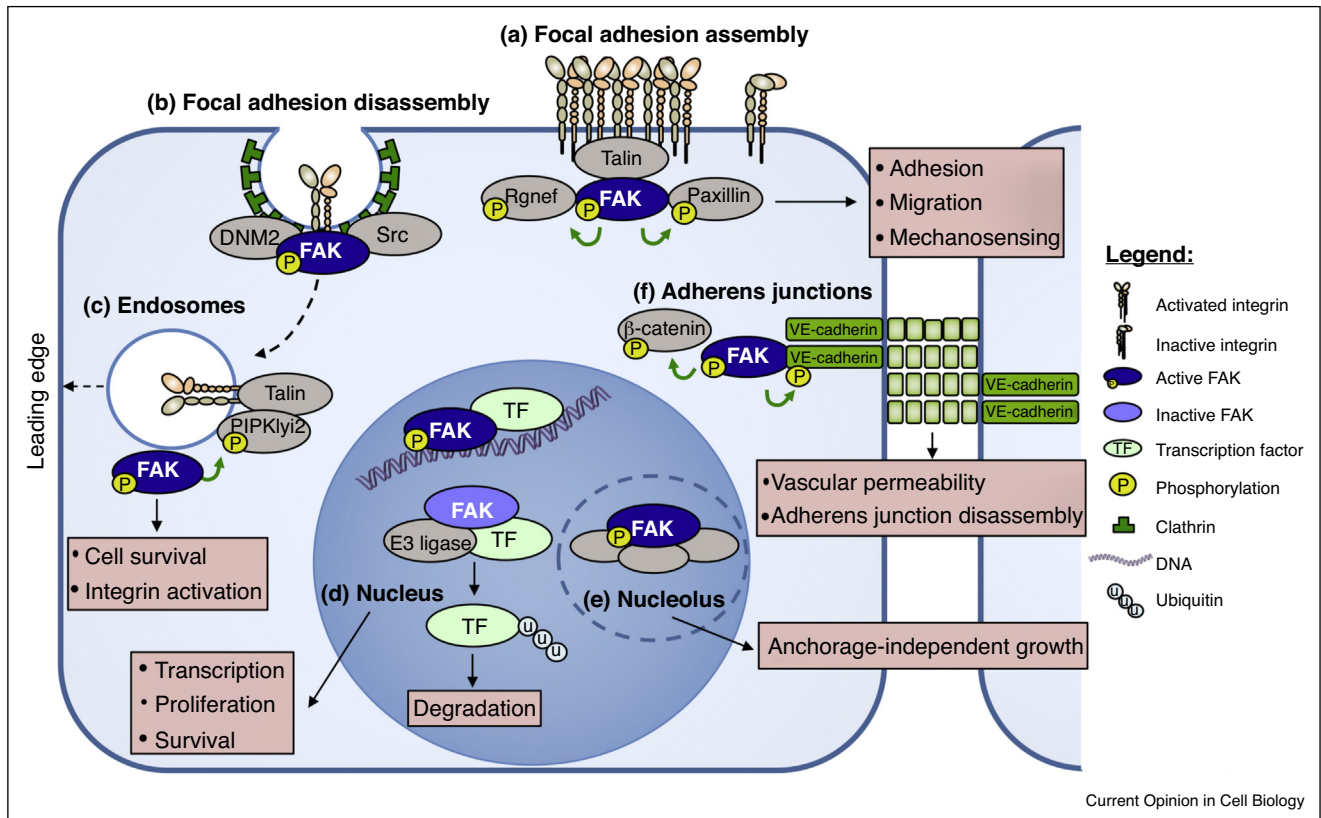 (a) Focal adhesion assembly
(b) Focal adhesion disassembly
Talin
Rgnef
P
FAK
P
Paxillin
P
• Adhesion
• Migration
• Mechanosensing
DNM2
Src
FAK
P
(c) Endosomes
Talin
PIPKlyi2
P
FAK
P
Leading edge
• Cell survival
• Integrin activation
(f) Adherens junctions
β-catenin
P
FAK
P
VE-cadherin
VE-cadherin
P
VE-cadherin
VE-cadherin
• Vascular permeability
• Adherens junction disassembly
TF
FAK
P
FAK
E3 ligase
TF
(d) Nucleus
TF
u
u
u
Degradation
• Transcription
• Proliferation
• Survival
FAK
P
(e) Nucleolus
Anchorage-independent growth
Legend:
Activated integrin
Inactive integrin
P
Active FAK
Inactive FAK
TF Transcription factor
P Phosphorylation
Clathrin
DNA
u
u
u
Ubiquitin
Current Opinion in Cell Biology